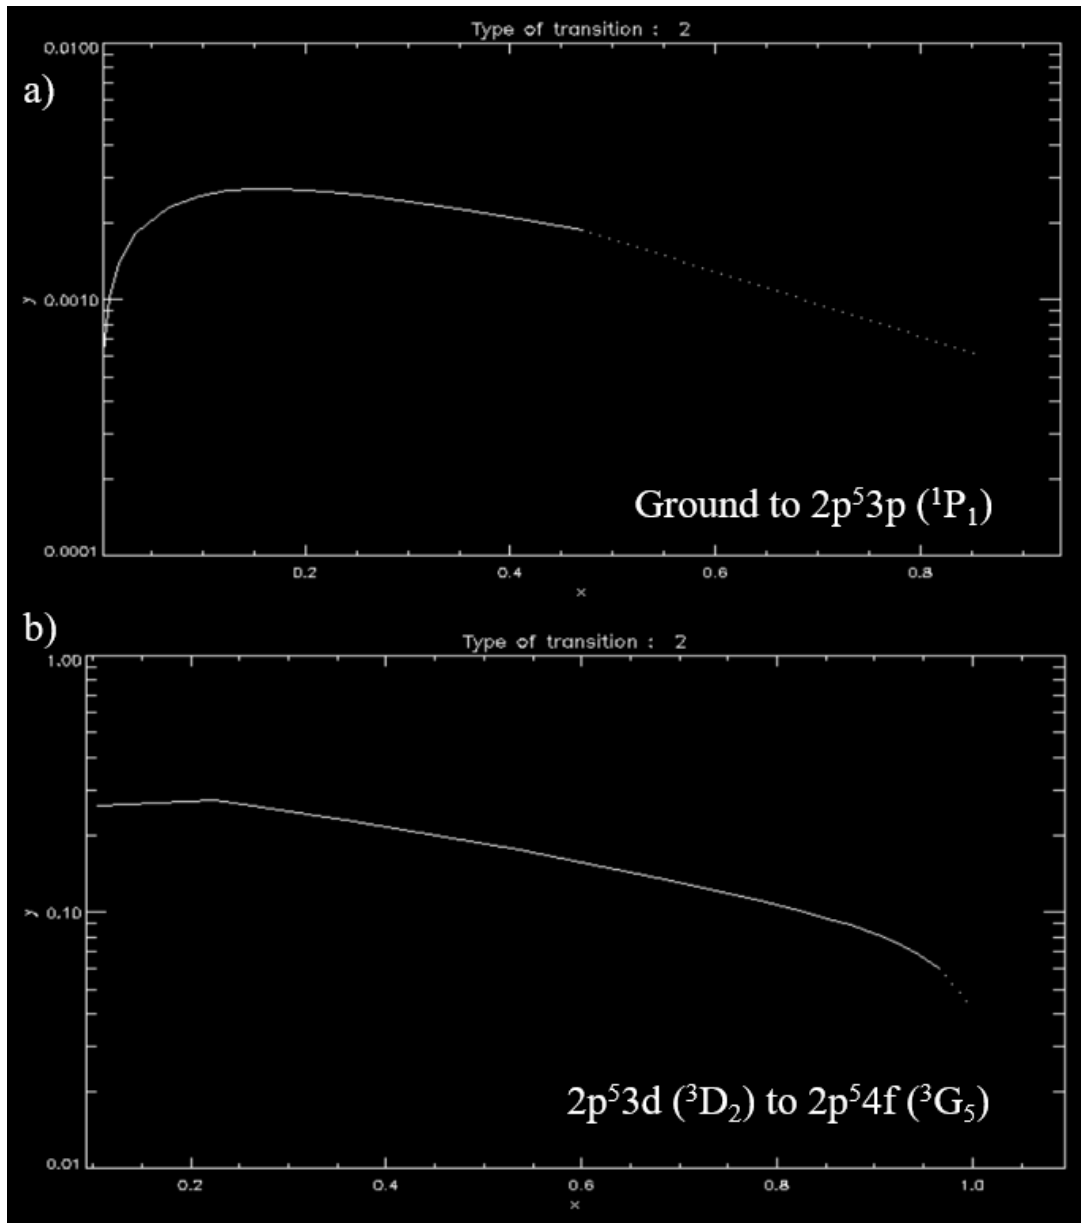 Type of transition : 2
a)
0.0100
0.0010
0.0001
y
Ground to 2p⁵3p (¹P₁)
0.2 0.4 0.6 0.8
x
b)
Type of transition : 2
1.00
0.10
0.01
y
2p⁵3d (³D₂) to 2p⁵4f (³G₅)
0.2 0.4 0.6 0.8 1.0
x